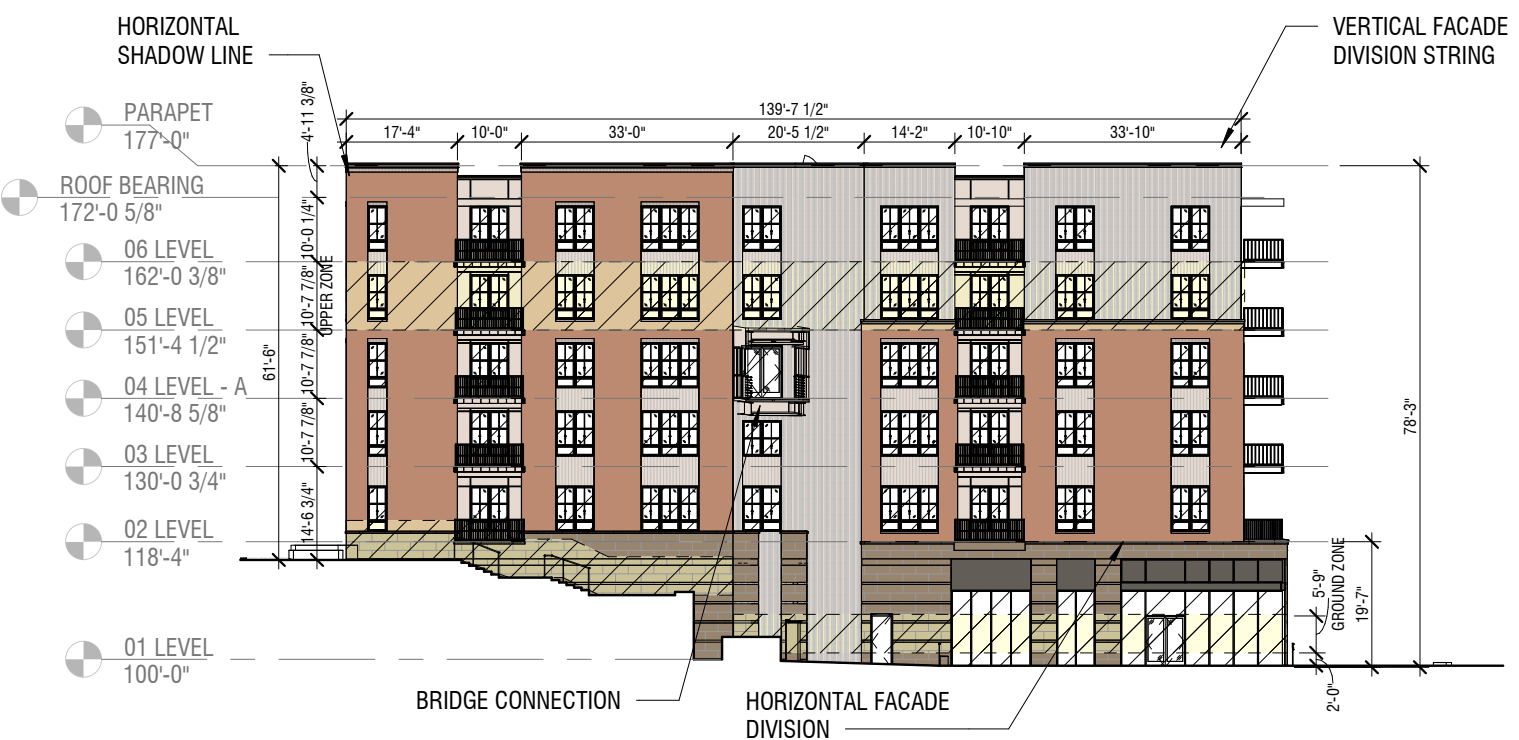 HORIZONTAL
SHADOW LINE
VERTICAL FACADE
DIVISION STRING
139'-7 1/2"
17'-4"
10'-0"
33'-0"
20'-5 1/2"
14'-2"
10'-10"
33'-10"
4'-11 3/8"
PARAPET
177'-0"
ROOF BEARING
172'-0 5/8"
10'-0 1/4"
06 LEVEL
162'-0 3/8"
10'-7 7/8"
UPPER ZONE
05 LEVEL
151'-4 1/2"
10'-7 7/8"
61'-6"
04 LEVEL - A
140'-8 5/8"
10'-7 7/8"
03 LEVEL
130'-0 3/4"
14'-6 3/4"
02 LEVEL
118'-4"
01 LEVEL
100'-0"
78'-3"
5'-9"
GROUND ZONE
19'-7"
2'-0"
BRIDGE CONNECTION
HORIZONTAL FACADE
DIVISION